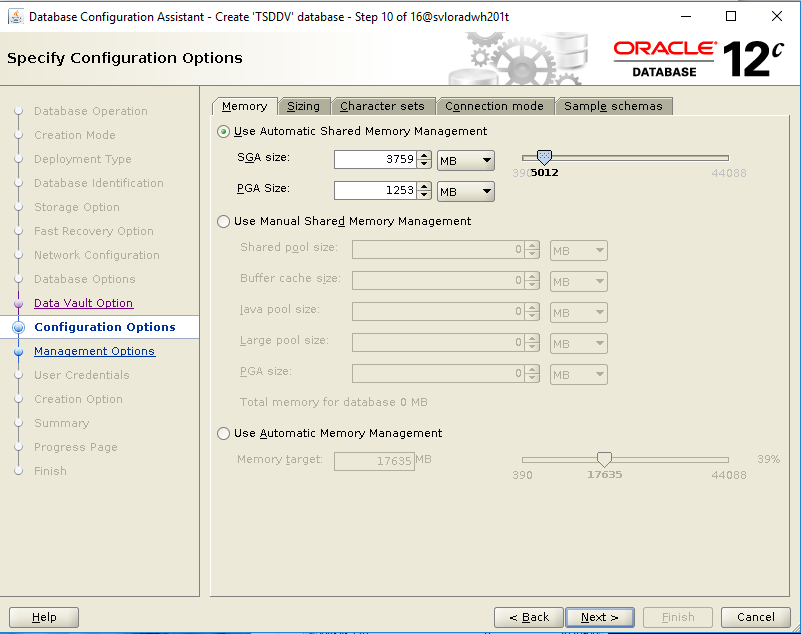 Database Configuration Assistant - Create 'TSDDV' database - Step 10 of 16@svloradwh201t
Specify Configuration Options
ORACLE
DATABASE
12c
Database Operation
Creation Mode
Deployment Type
Database Identification
Storage Option
Fast Recovery Option
Network Configuration
Database Options
Data Vault Option
Configuration Options
Management Options
User Credentials
Creation Option
Summary
Progress Page
Finish
Memory Sizing Character sets Connection mode Sample schemas
Use Automatic Shared Memory Management
SGA size: 3759 MB
390 5012 44088
PGA Size: 1253 MB
Use Manual Shared Memory Management
Shared pool size: 0 MB
Buffer cache size: 0 MB
Java pool size: 0 MB
Large pool size: 0 MB
PGA size: 0 MB
Total memory for database 0 MB
Use Automatic Memory Management
Memory target: 17635 MB 39%
390 17635 44088
Help < Back Next > Finish Cancel